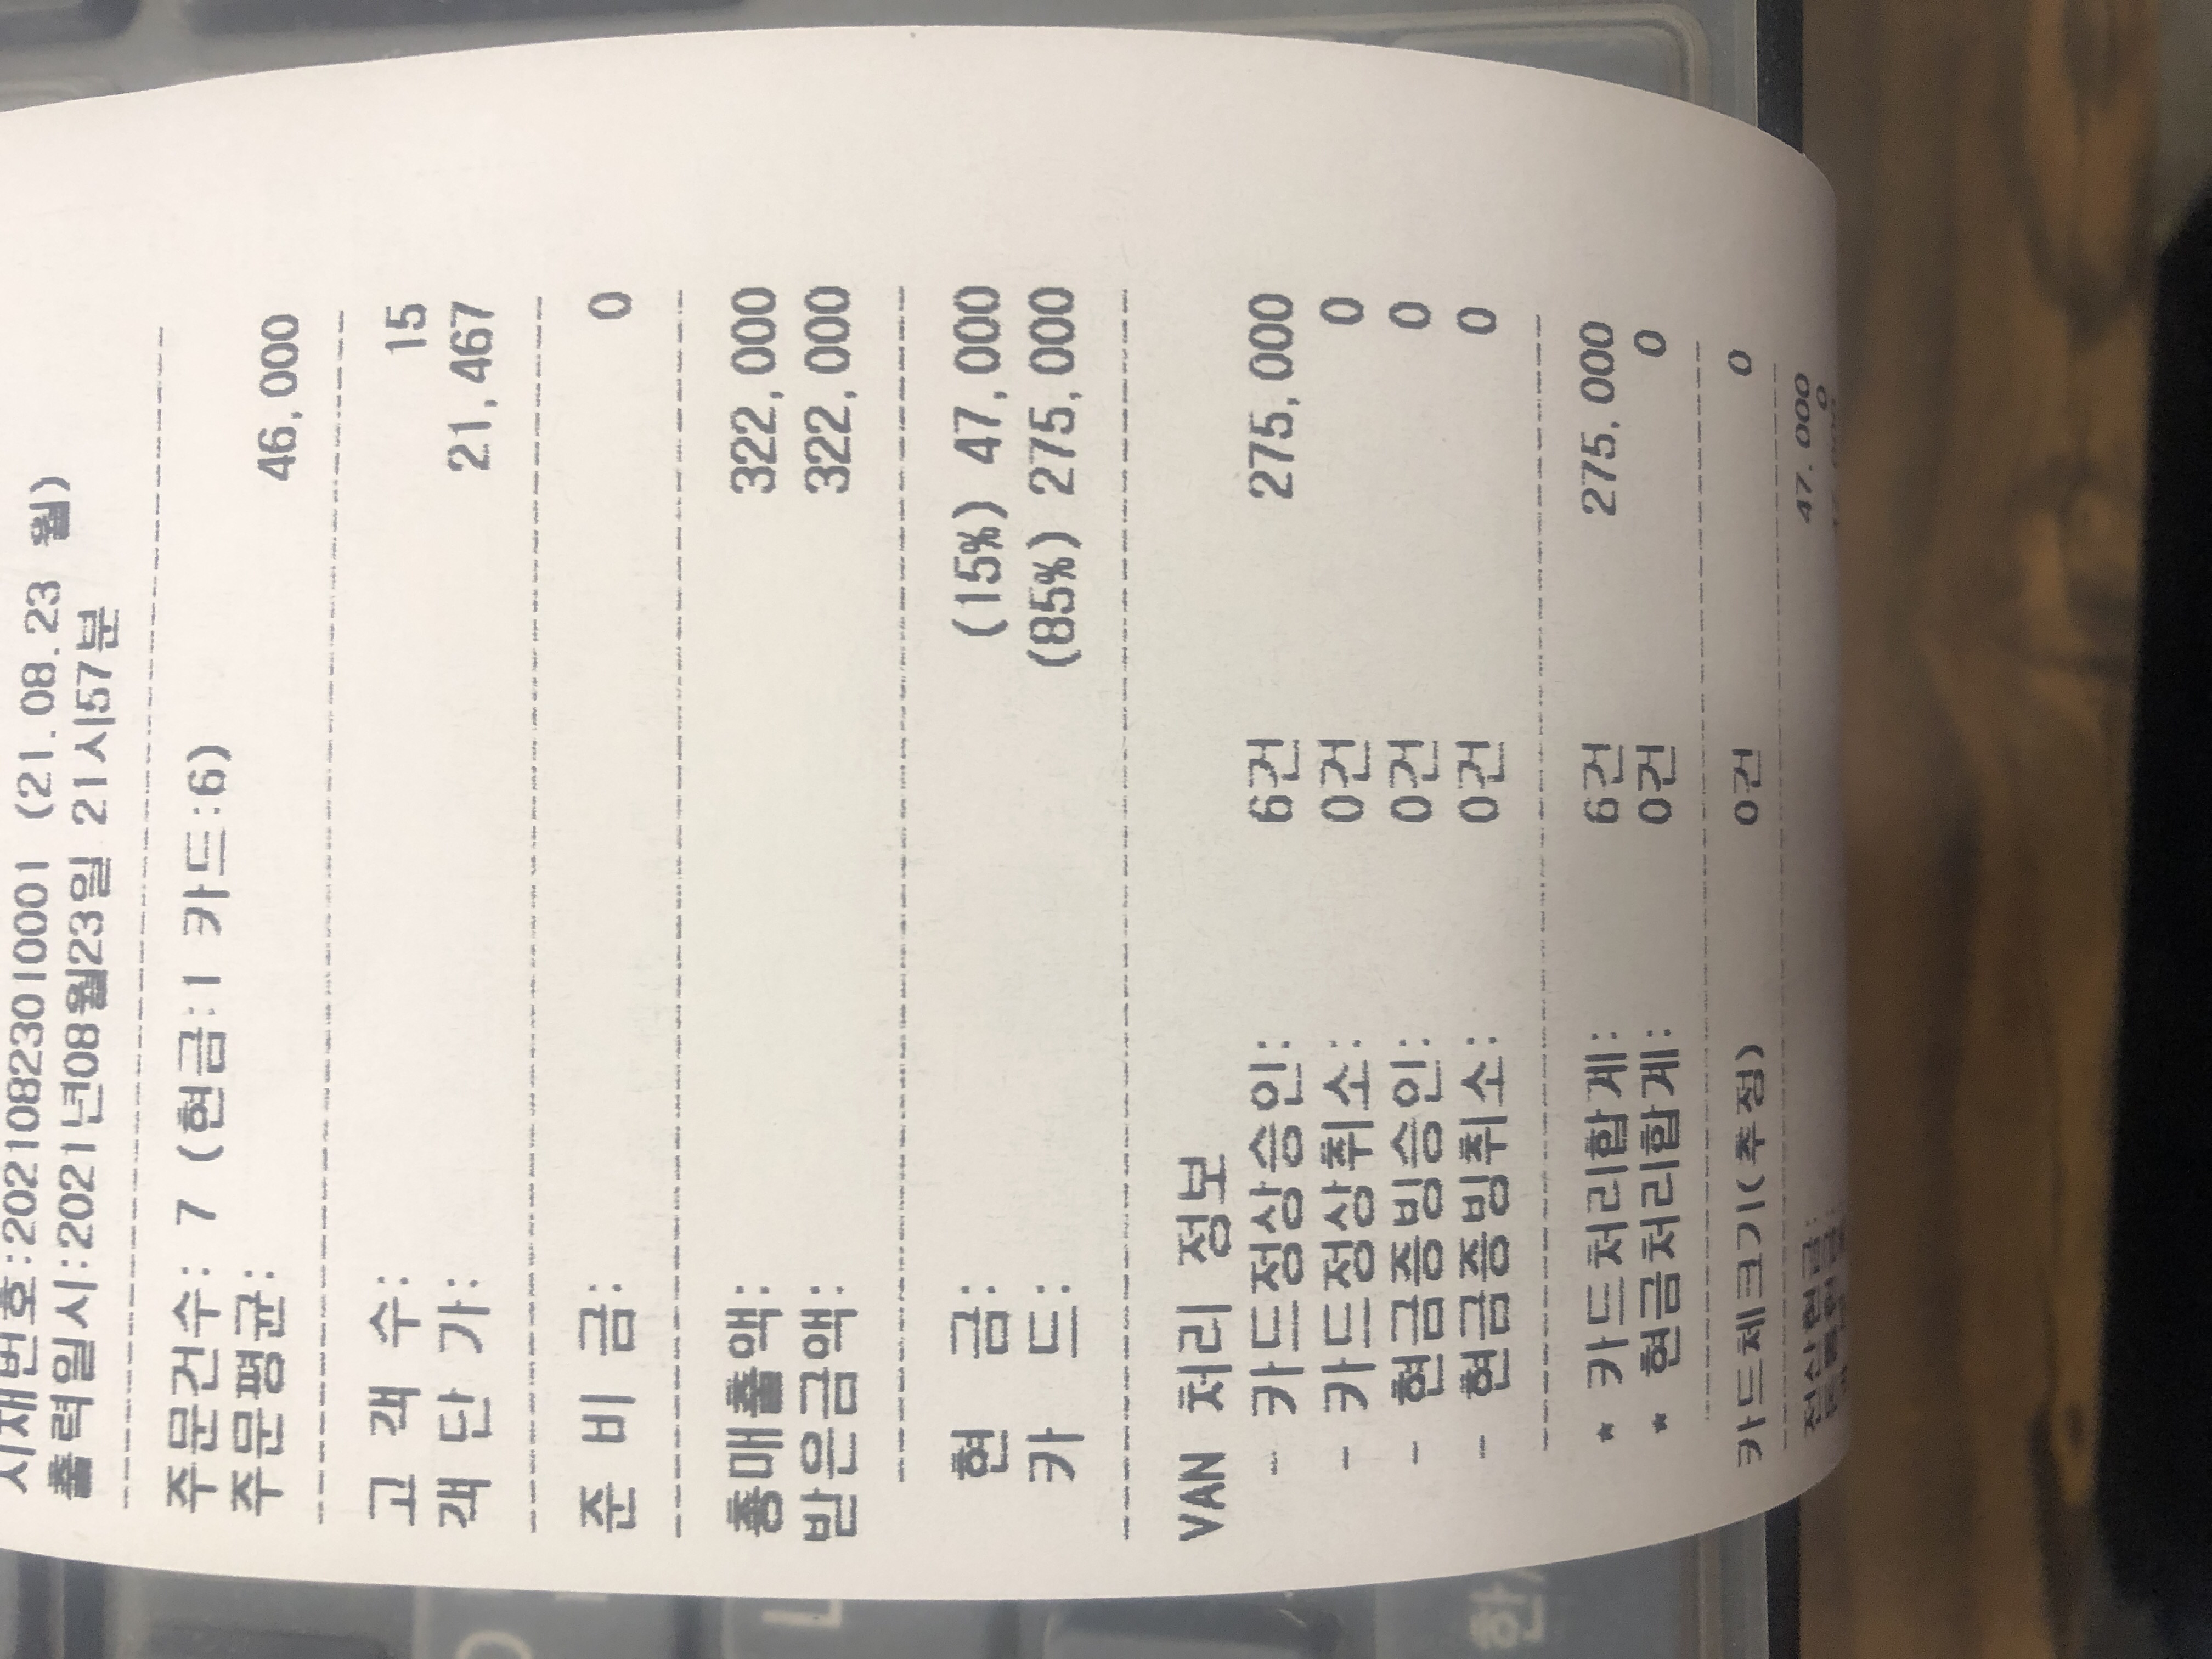 시재번호:202108230100001 (21.08.23 월)
출력일시:2021년08월23일 21시57분
주문건수: 7 (현금:1 카드:6)
주문평균: 46,000
고 객 수: 15
객 단 가: 21,467
준 비 금: 0
총매출액: 322,000
받은금액: 322,000
현 금: (15%) 47,000
카 드: (85%) 275,000
VAN 처리 정보
- 카드정상승인: 6건 275,000
- 카드정상취소: 0건 0
- 현금증빙승인: 0건 0
- 현금증빙취소: 0건 0
* 카드처리합계: 6건 275,000
* 현금처리합계: 0건 0
카드체크기(추정) 0건 0
전산현금: 47,000
0
한